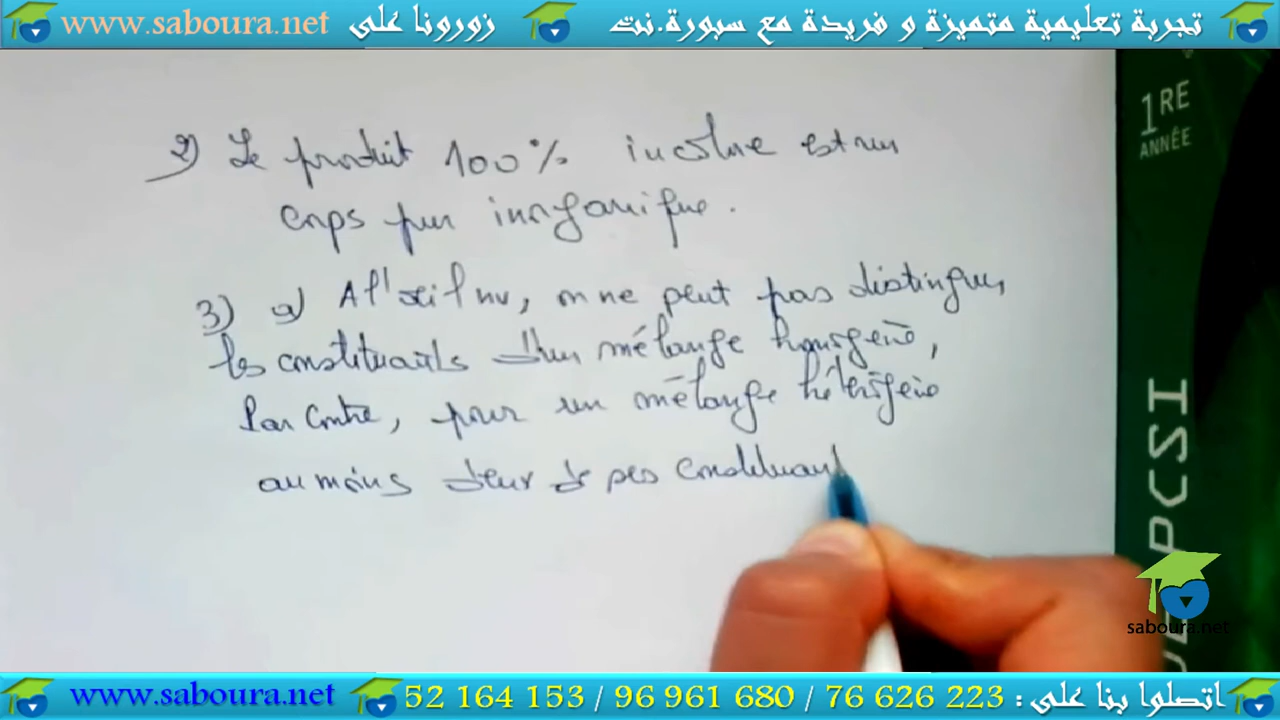 تجربة تعليمية متميزة و فريدة مع سبورة.نت زورونا على www.saboura.net
1RE
ANNÉE
2) Le produit 100% incolore est un
corps pur inorganique.
3) a) A l'œil nu, on ne peut pas distinguer
les constituants d'un mélange homogène,
Par contre, pour un mélange hétérogène
au moins deux de ses constituant
PCSI
saboura.net
اتصلوا بنا على : 223 626 76 / 680 961 96 / 153 164 52 www.saboura.net